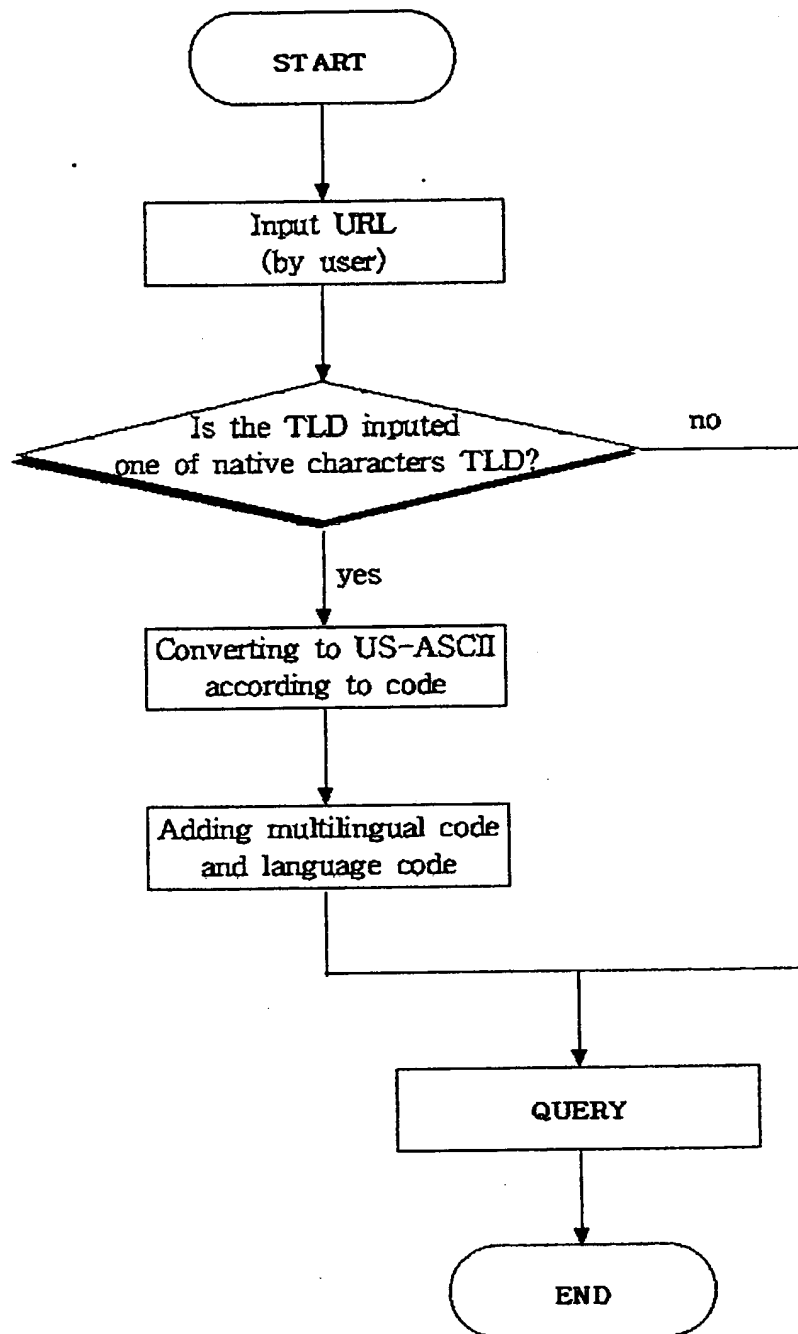 START
Input URL
(by user)
Is the TLD inputed
one of native characters TLD?
no
yes
Converting to US-ASCII
according to code
Adding multilingual code
and language code
QUERY
END